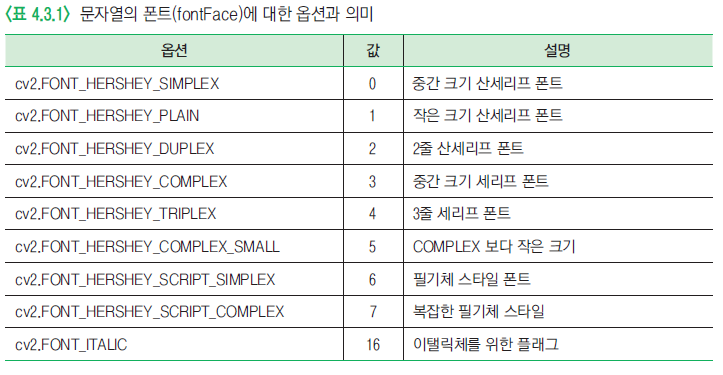 〈표 4.3.1〉 문자열의 폰트(fontFace)에 대한 옵션과 의미
옵션 값 설명
cv2.FONT_HERSHEY_SIMPLEX 0 중간 크기 산세리프 폰트
cv2.FONT_HERSHEY_PLAIN 1 작은 크기 산세리프 폰트
cv2.FONT_HERSHEY_DUPLEX 2 2줄 산세리프 폰트
cv2.FONT_HERSHEY_COMPLEX 3 중간 크기 세리프 폰트
cv2.FONT_HERSHEY_TRIPLEX 4 3줄 세리프 폰트
cv2.FONT_HERSHEY_COMPLEX_SMALL 5 COMPLEX 보다 작은 크기
cv2.FONT_HERSHEY_SCRIPT_SIMPLEX 6 필기체 스타일 폰트
cv2.FONT_HERSHEY_SCRIPT_COMPLEX 7 복잡한 필기체 스타일
cv2.FONT_ITALIC 16 이탤릭체를 위한 플래그